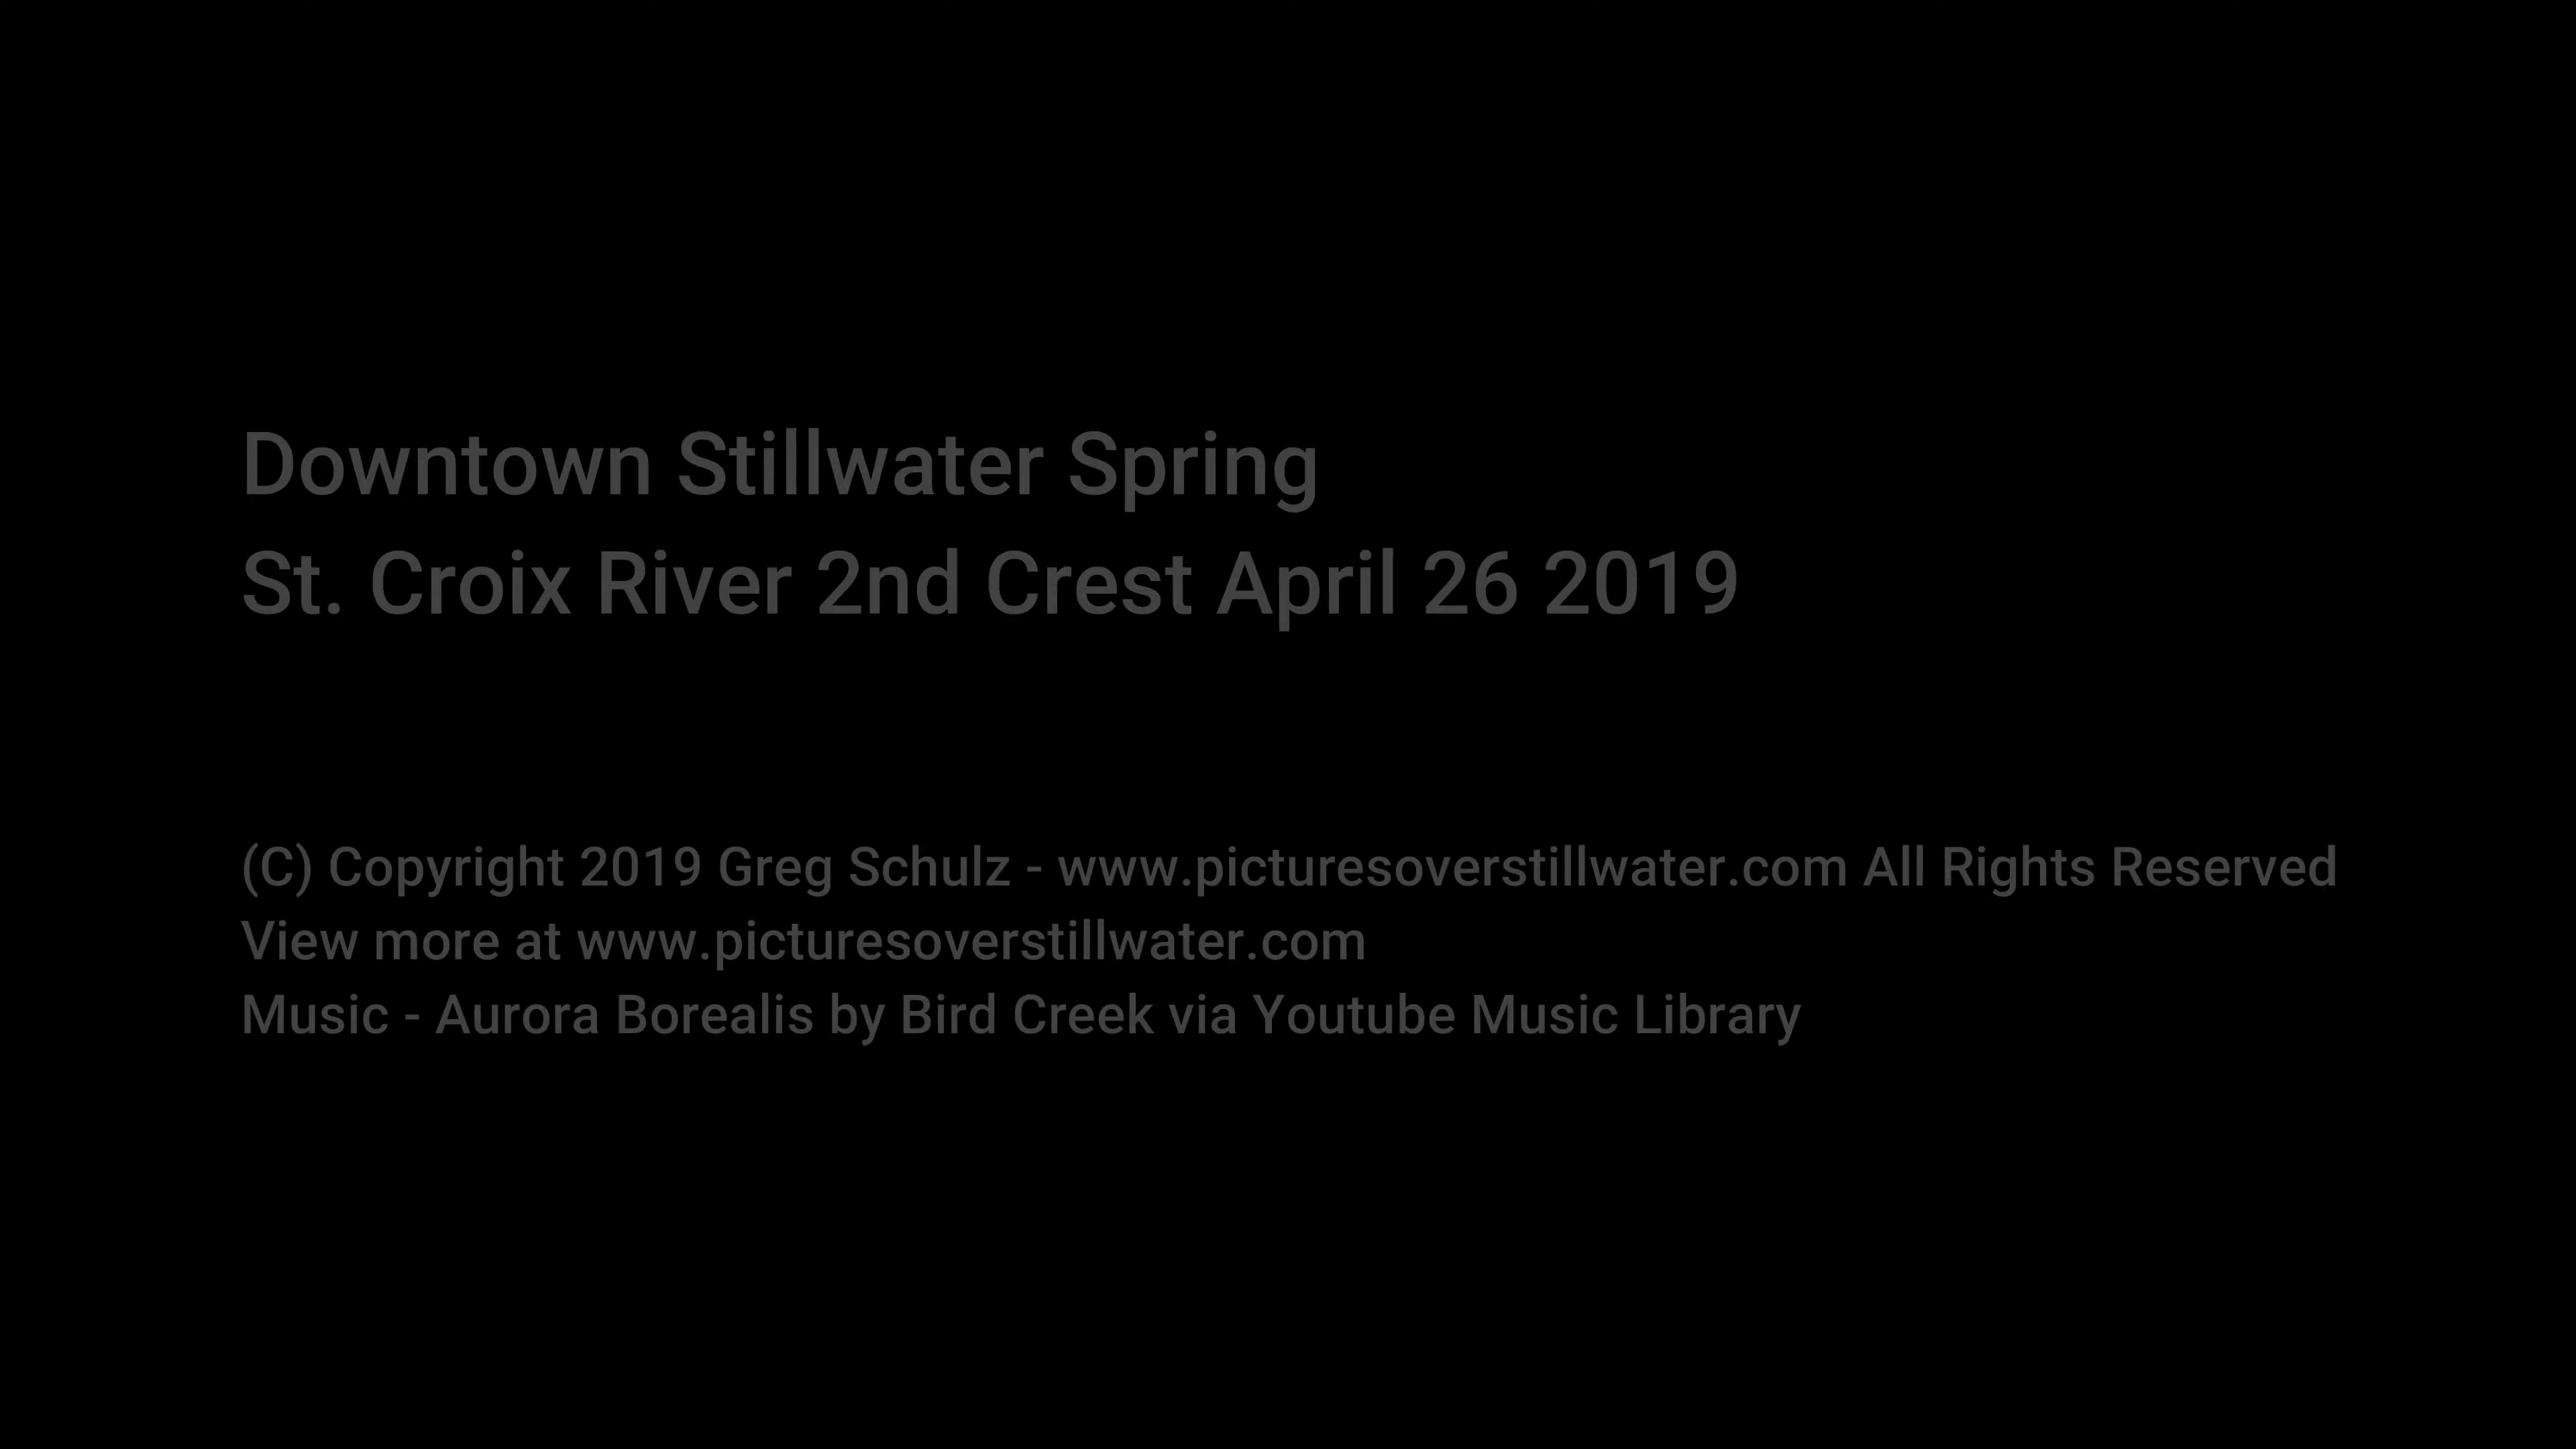 Downtown Stillwater Spring
St. Croix River 2nd Crest April 26 2019
(C) Copyright 2019 Greg Schulz - www.picturesoverstillwater.com All Rights Reserved
View more at www.picturesoverstillwater.com
Music - Aurora Borealis by Bird Creek via Youtube Music Library